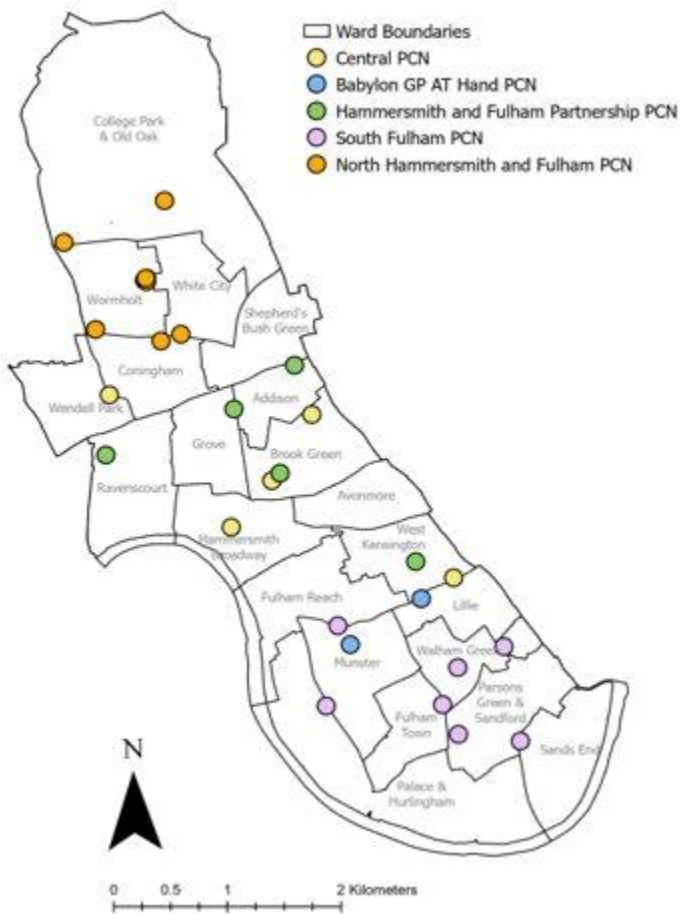 Ward Boundaries
Central PCN
Babylon GP AT Hand PCN
Hammersmith and Fulham Partnership PCN
South Fulham PCN
North Hammersmith and Fulham PCN
College Park
& Old Oak
Wormholt
White City
Shepherd's
Bush Green
Coningham
Wendell Park
Addison
Grove
Brook Green
Ravenscourt
Avonmore
Hammersmith
Broadway
West
Kensington
Fulham Reach
Lillie
Munster
Walham Green
Parsons
Green &
Sandford
Fulham
Town
Sands End
Palace &
Hurlingham
N
0 0.5 1 2 Kilometers